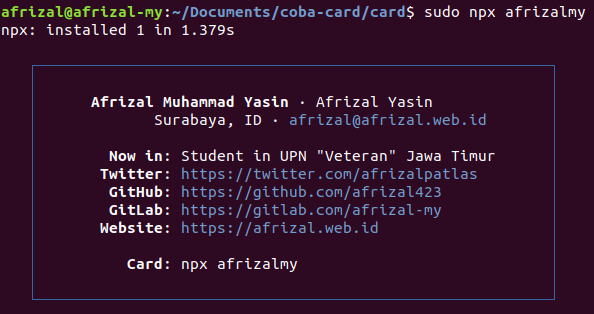 afrizal@afrizal-my:~/Documents/coba-card/card$ sudo npx afrizalmy
npx: installed 1 in 1.379s
Afrizal Muhammad Yasin · Afrizal Yasin
Surabaya, ID · afrizal@afrizal.web.id
Now in: Student in UPN "Veteran" Jawa Timur
Twitter: https://twitter.com/afrizalpatlas
GitHub: https://github.com/afrizal423
GitLab: https://gitlab.com/afrizal-my
Website: https://afrizal.web.id
Card: npx afrizalmy